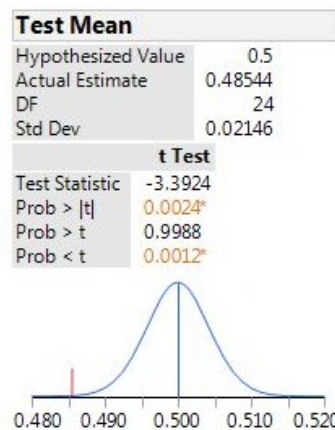 Test Mean
Hypothesized Value 0.5
Actual Estimate 0.48544
DF 24
Std Dev 0.02146
t Test
Test Statistic -3.3924
Prob > |t| 0.0024*
Prob > t 0.9988
Prob < t 0.0012*
0.480 0.490 0.500 0.510 0.520